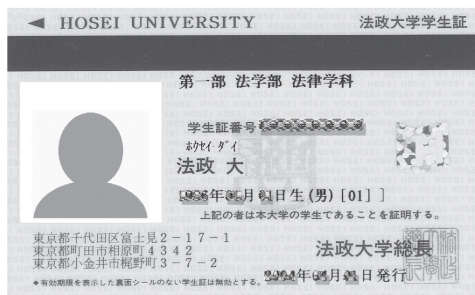 ◄ HOSEI UNIVERSITY 法政大学学生証
第一部 法学部 法律学科
学生証番号
ホウセイ・ダイ
法政 大
日生(男)[01]]
上記の者は本大学の学生であることを証明する。
東京都千代田区富士見2-17-1
東京都町田市相原町4342
東京都小金井市梶野町3-7-2
法政大学総長
◆有効期限を表示した裏面シールのない学生証は無効とする。
日発行